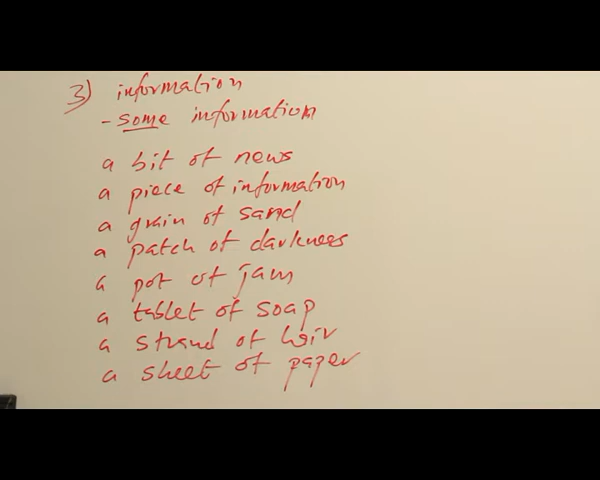 3) information
- some information
a bit of news
a piece of information
a grain of sand
a patch of darkness
a pot of jam
a tablet of soap
a strand of hair
a sheet of paper